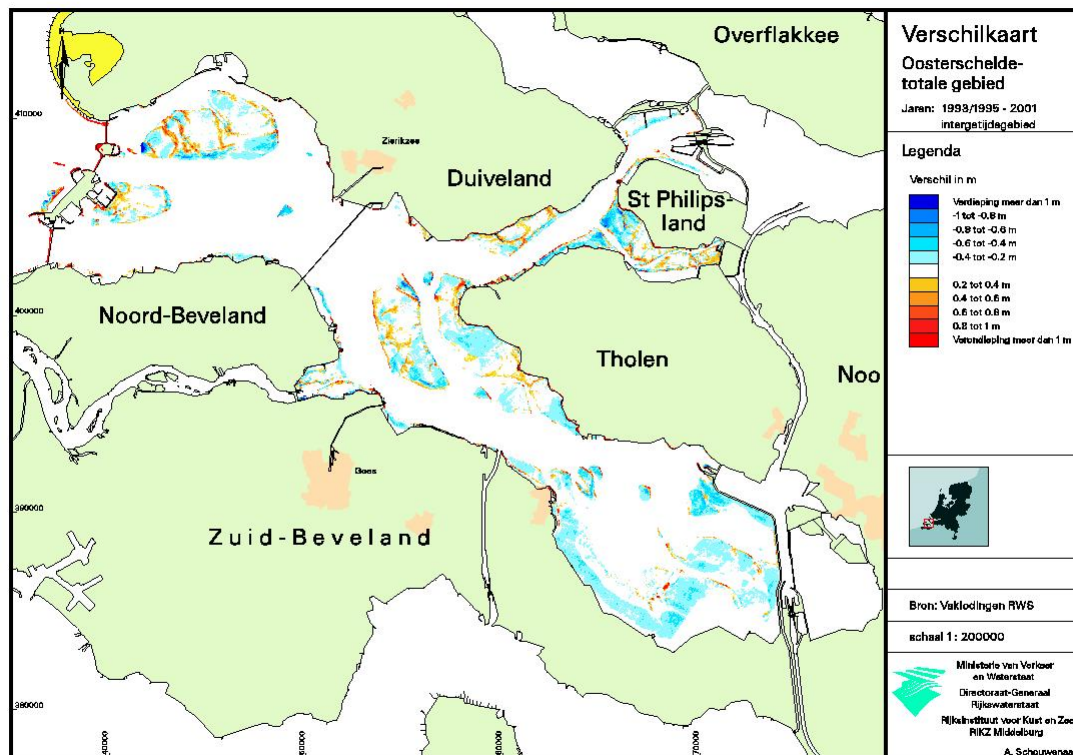 Verschilkaart
Oosterschelde-
totale gebied
Jaren: 1993/1995 - 2001
intergetijdegebied
Legenda
Verschil in m
Verdieping meer dan 1 m
-1 tot -0.8 m
-0.8 tot -0.6 m
-0.6 tot -0.4 m
-0.4 tot -0.2 m
0.2 tot 0.4 m
0.4 tot 0.6 m
0.6 tot 0.8 m
0.8 tot 1 m
Verondieping meer dan 1 m
Bron: Vaklodingen RWS
schaal 1: 200000
Ministerie van Verkeer
en Waterstaat
Directoraat-Generaal
Rijkswaterstaat
Rijksinstituut voor Kust en Zee
RIKZ Middelburg
A. Schouwenaa
Overflakkee
Zierikzee
Duiveland
St Philips-
land
Noord-Beveland
Tholen
Noo
Goes
Zuid-Beveland
410000
400000
390000
380000